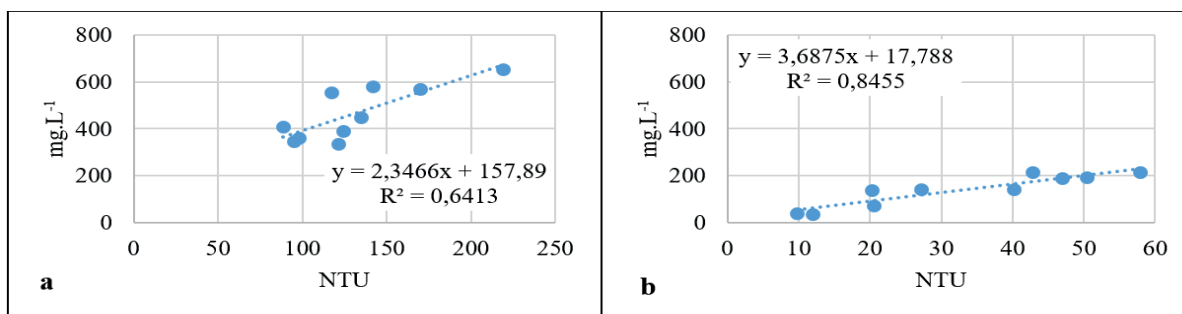 800
600
400
200
0
mg.L-1
y = 2,3466x + 157,89
R² = 0,6413
0 50 100 150 200 250
NTU
a
800
600
400
200
0
mg.L-1
y = 3,6875x + 17,788
R² = 0,8455
0 10 20 30 40 50 60
NTU
b